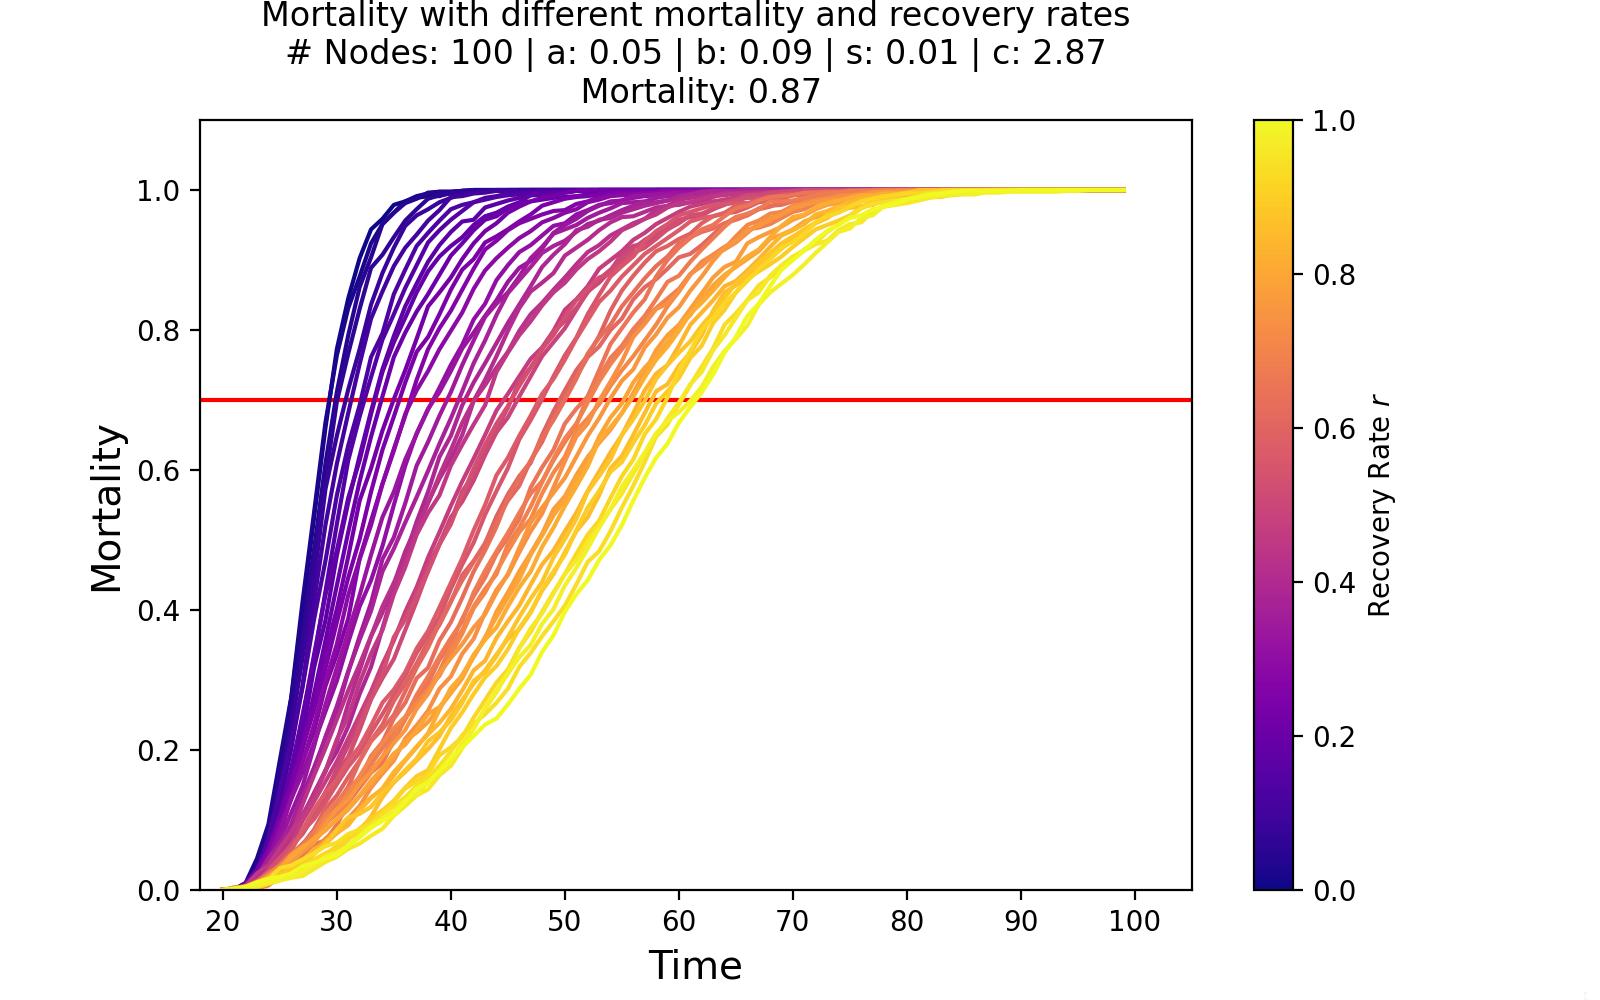 Mortality with different mortality and recovery rates
# Nodes: 100 | a: 0.05 | b: 0.09 | s: 0.01 | c: 2.87
Mortality: 0.87
Mortality
1.0
0.8
0.6
0.4
0.2
0.0
20 30 40 50 60 70 80 90 100
Time
1.0
0.8
0.6
0.4
0.2
0.0
Recovery Rate r